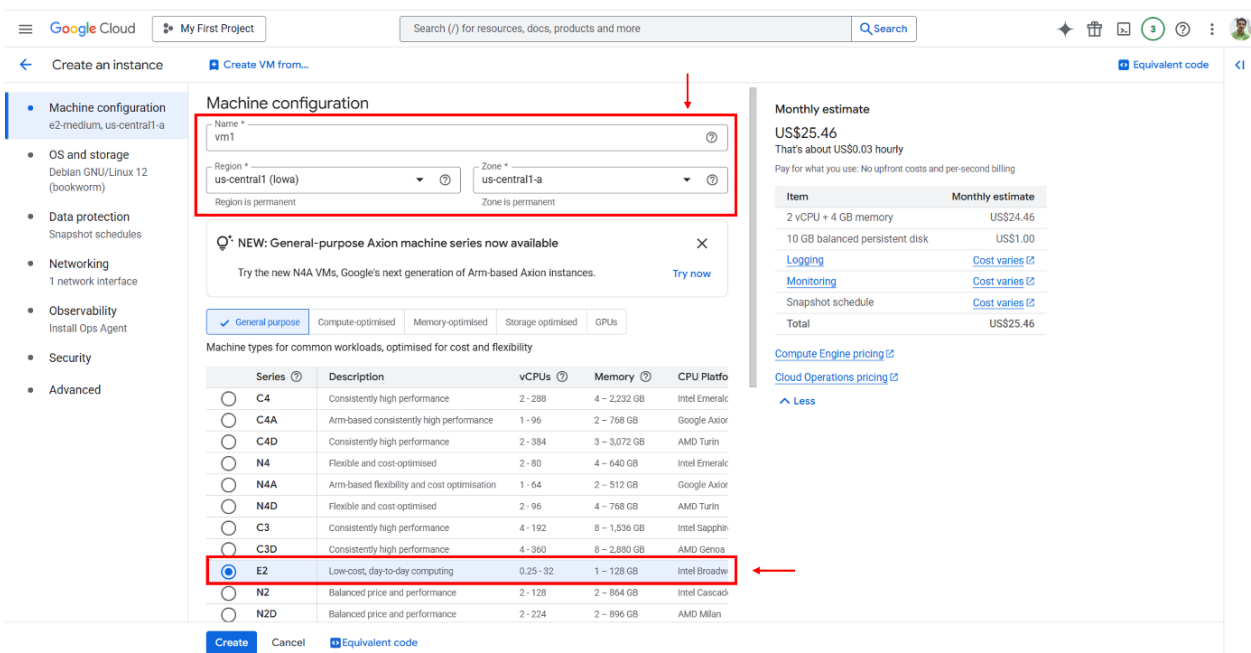 Google Cloud My First Project Search (/) for resources, docs, products and more Search 3
Create an instance Create VM from... Equivalent code
Machine configuration
e2-medium, us-central1-a
OS and storage
Debian GNU/Linux 12
(bookworm)
Data protection
Snapshot schedules
Networking
1 network interface
Observability
Install Ops Agent
Security
Advanced
Machine configuration
Name *
vm1
Region * Zone *
us-central1 (Iowa) us-central1-a
Region is permanent Zone is permanent
NEW: General-purpose Axion machine series now available
Try the new N4A VMs, Google's next generation of Arm-based Axion instances. Try now
General purpose Compute-optimised Memory-optimised Storage optimised GPUs
Machine types for common workloads, optimised for cost and flexibility
Series Description vCPUs Memory CPU Platfo
C4 Consistently high performance 2 - 288 4 – 2,232 GB Intel Emeralc
C4A Arm-based consistently high performance 1 - 96 2 – 768 GB Google Axior
C4D Consistently high performance 2 - 384 3 – 3,072 GB AMD Turin
N4 Flexible and cost-optimised 2 - 80 4 – 640 GB Intel Emeralc
N4A Arm-based flexibility and cost optimisation 1 - 64 2 – 512 GB Google Axior
N4D Flexible and cost-optimised 2 - 96 4 – 768 GB AMD Turin
C3 Consistently high performance 4 - 192 8 – 1,536 GB Intel Sapphir
C3D Consistently high performance 4 - 360 8 – 2,880 GB AMD Genoa
E2 Low-cost, day-to-day computing 0.25 - 32 1 – 128 GB Intel Broadw
N2 Balanced price and performance 2 - 128 2 – 864 GB Intel Cascad
N2D Balanced price and performance 2 - 224 2 – 896 GB AMD Milan
Create Cancel Equivalent code
Monthly estimate
US$25.46
That's about US$0.03 hourly
Pay for what you use: No upfront costs and per-second billing
Item Monthly estimate
2 vCPU + 4 GB memory US$24.46
10 GB balanced persistent disk US$1.00
Logging Cost varies
Monitoring Cost varies
Snapshot schedule Cost varies
Total US$25.46
Compute Engine pricing
Cloud Operations pricing
Less